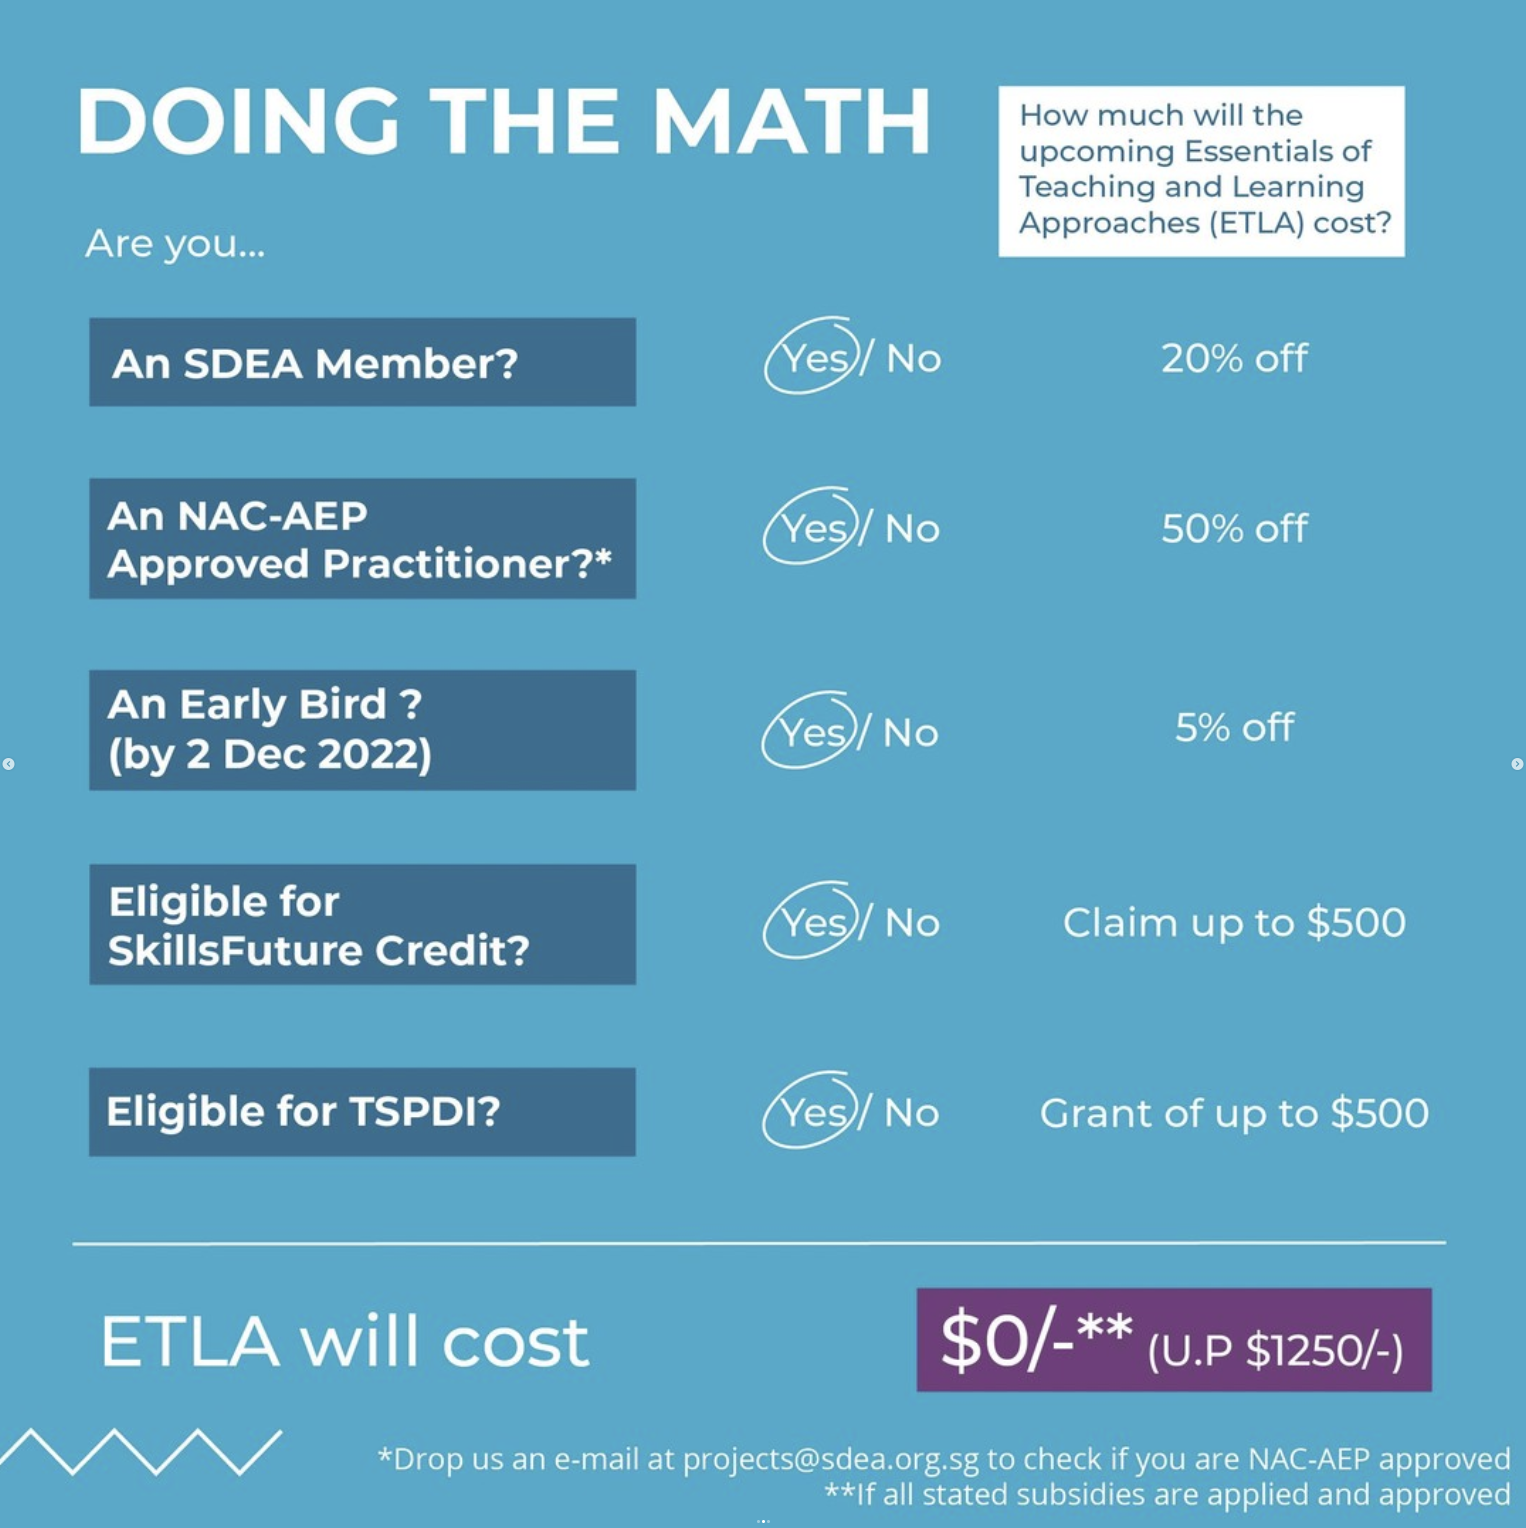 DOING THE MATH
How much will the
upcoming Essentials of
Teaching and Learning
Approaches (ETLA) cost?
Are you...
An SDEA Member?
Yes / No
20% off
An NAC-AEP
Approved Practitioner?*
Yes / No
50% off
An Early Bird ?
(by 2 Dec 2022)
Yes / No
5% off
Eligible for
SkillsFuture Credit?
Yes / No
Claim up to $500
Eligible for TSPDI?
Yes / No
Grant of up to $500
ETLA will cost
$0/-** (U.P $1250/-)
*Drop us an e-mail at projects@sdea.org.sg to check if you are NAC-AEP approved
**If all stated subsidies are applied and approved